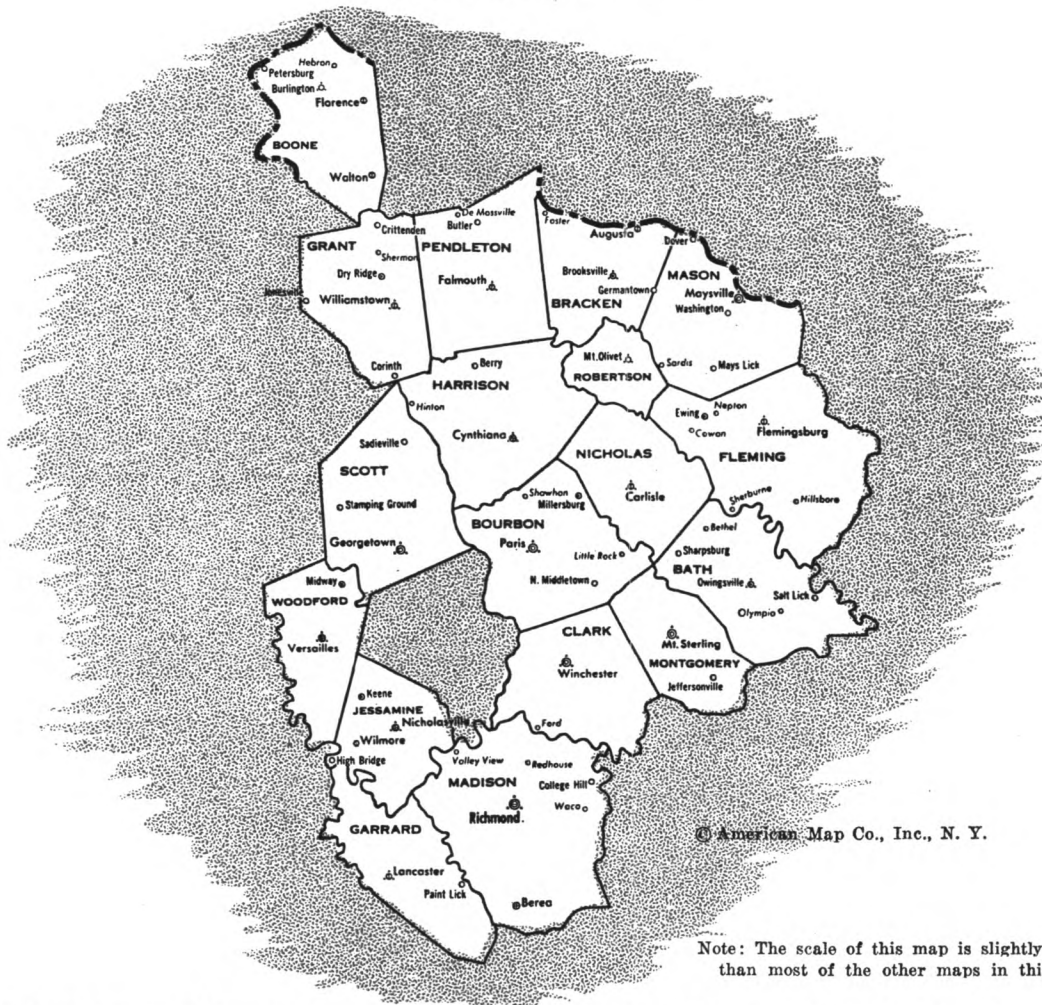 Hebron
Petersburg
Burlington
Florence
BOONE
Walton
De Mossville
Butler
Crittenden
Foster
Augusta
Dover
GRANT
PENDLETON
Sherman
Dry Ridge
Falmouth
Brooksville
Germantown
MASON
Maysville
Washington
Williamstown
BRACKEN
Mt. Olivet
ROBERTSON
Sardis
Mays Lick
Corinth
Berry
HARRISON
Hinton
Ewing
Nepton
Cowan
Flemingsburg
FLEMING
Sadieville
Cynthiana
NICHOLAS
SCOTT
Carlisle
Stamping Ground
Shawhan
Millersburg
Sherburne
Hillsboro
BOURBON
Paris
Bethel
Georgetown
Little Rock
Sharpsburg
BATH
Midway
N. Middletown
Owingsville
Salt Lick
WOODFORD
Olympia
CLARK
Versailles
Mt. Sterling
Winchester
MONTGOMERY
Jeffersonville
Keene
JESSAMINE
Nicholasville
Ford
Wilmore
High Bridge
Valley View
Redhouse
MADISON
College Hill
Richmond
Waco
GARRARD
© American Map Co., Inc., N. Y.
Lancaster
Paint Lick
Berea
Note: The scale of this map is slightly
than most of the other maps in thi